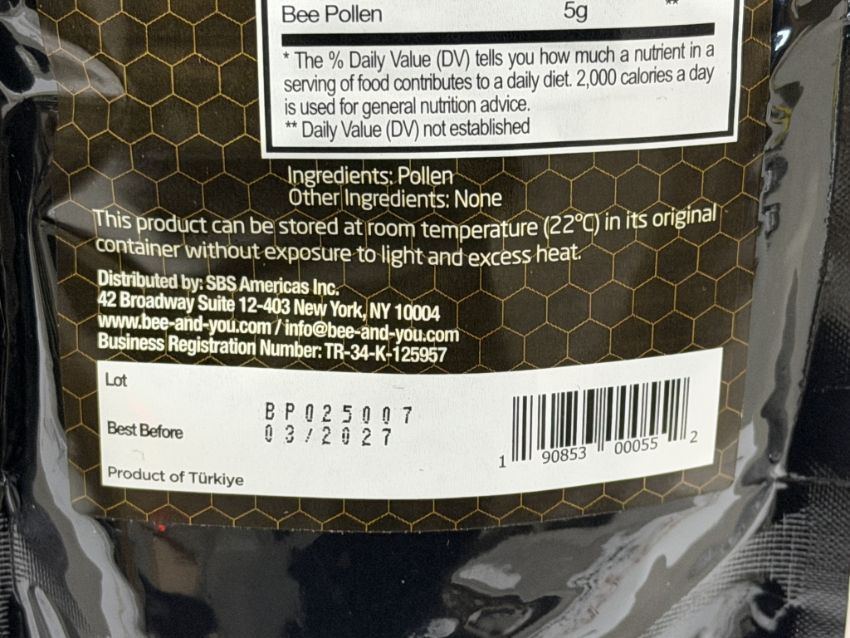 Bee Pollen 5g **
* The % Daily Value (DV) tells you how much a nutrient in a
serving of food contributes to a daily diet. 2,000 calories a day
is used for general nutrition advice.
** Daily Value (DV) not established
Ingredients: Pollen
Other Ingredients: None
This product can be stored at room temperature (22°C) in its original
container without exposure to light and excess heat.
Distributed by: SBS Americas Inc.
42 Broadway Suite 12-403 New York, NY 10004
www.bee-and-you.com / info@bee-and-you.com
Business Registration Number: TR-34-K-125957
Lot BP025007
Best Before 03/2027
Product of Türkiye
1 90853 00055 2